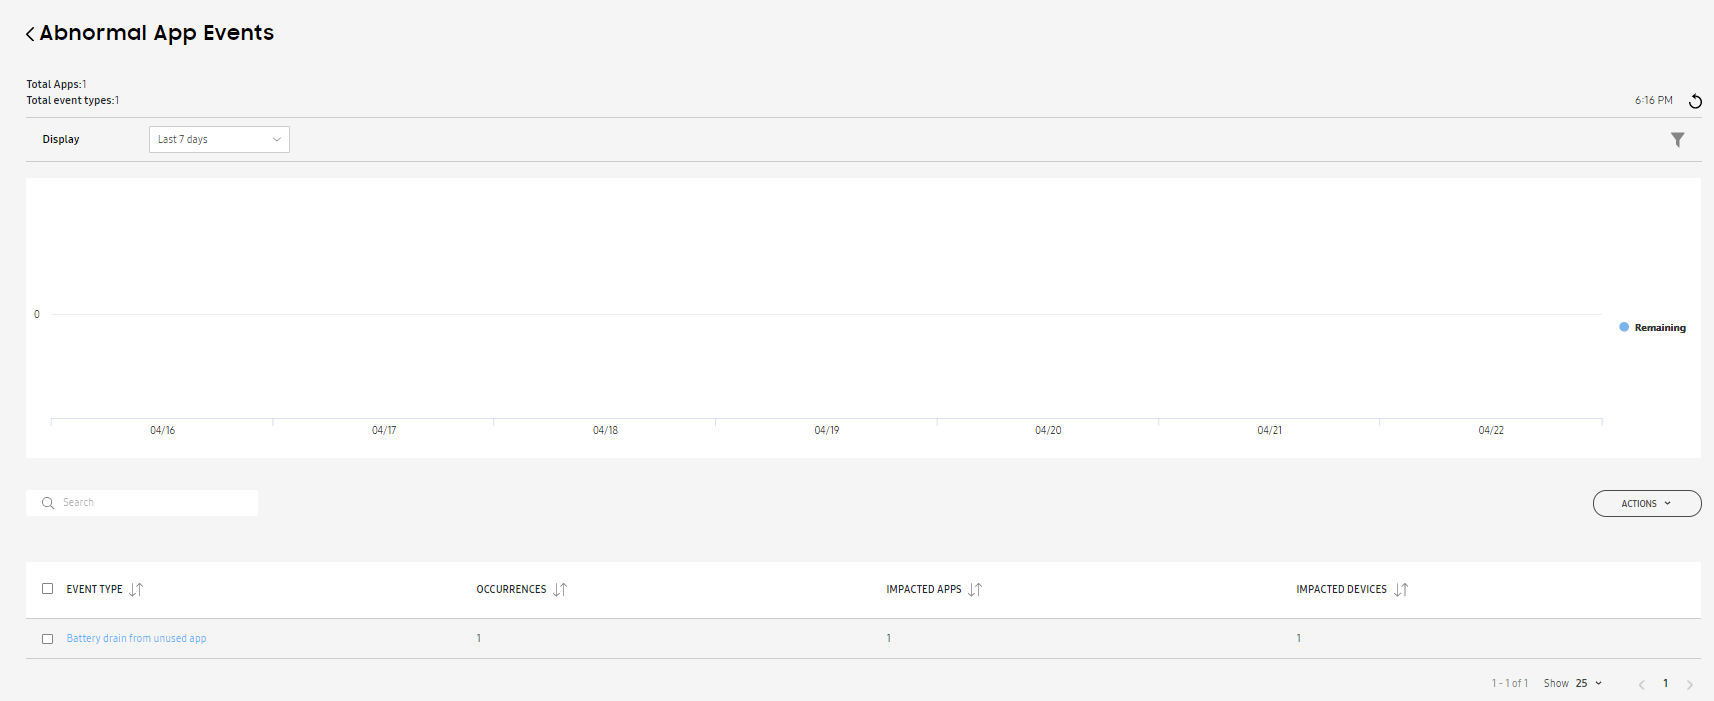 Abnormal App Events
Total Apps:1
Total event types:1
6:16 PM
Display
Last 7 days
0
Remaining
04/16 04/17 04/18 04/19 04/20 04/21 04/22
Search
ACTIONS
EVENT TYPE OCCURRENCES IMPACTED APPS IMPACTED DEVICES
Battery drain from unused app 1 1 1
1 - 1 of 1 Show 25 1